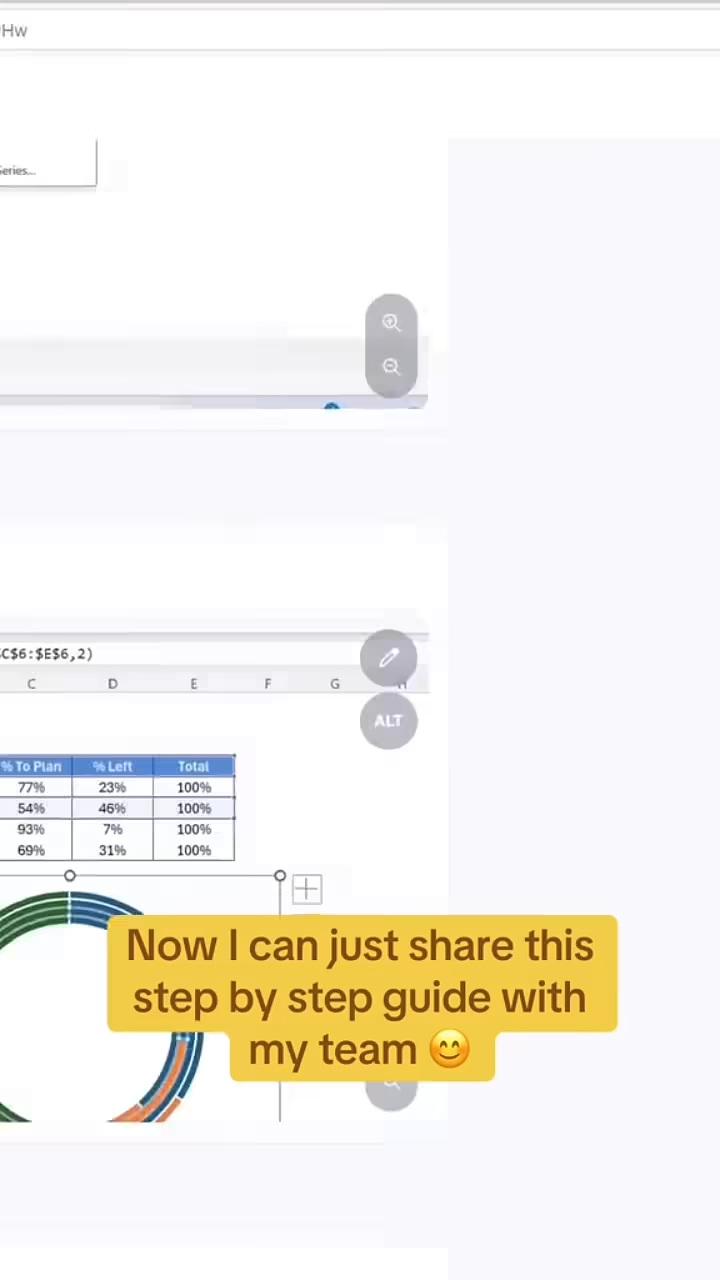 Hw
Series...
C$6:$E$6,2)
C D E F G H
% To Plan % Left Total
77% 23% 100%
54% 46% 100%
93% 7% 100%
69% 31% 100%
ALT
Now I can just share this
step by step guide with
my team 😊